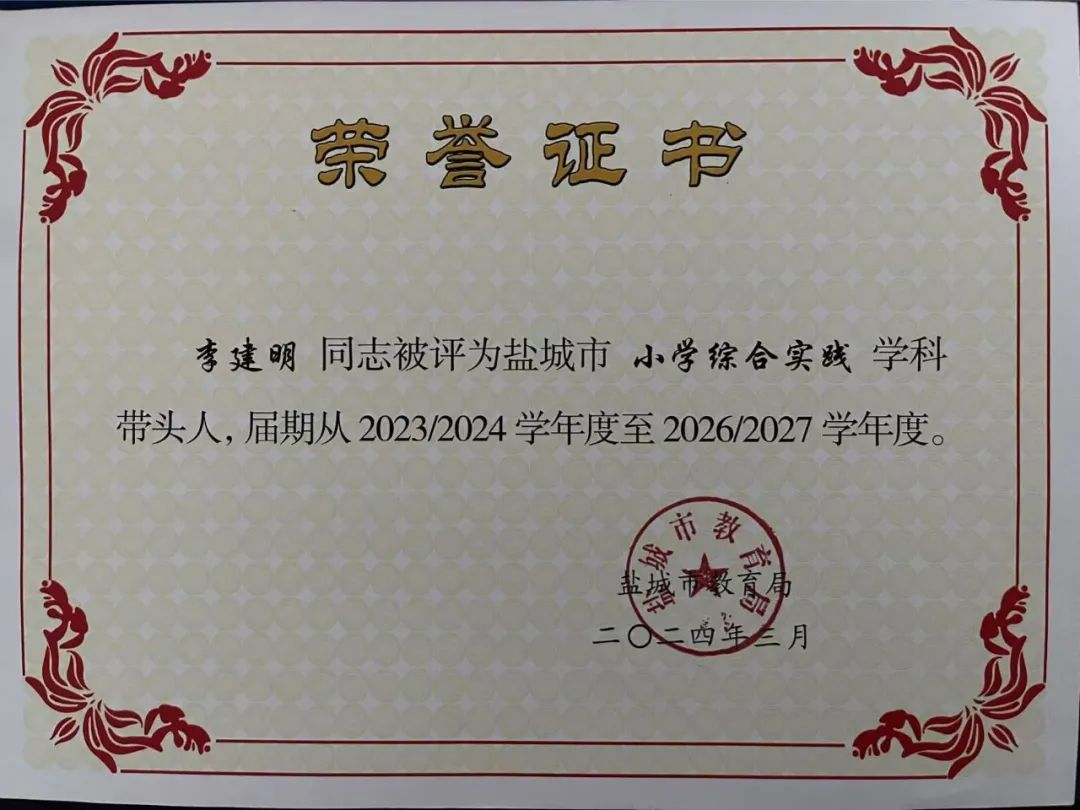 荣誉证书
李建明 同志被评为盐城市 小学综合实践 学科
带头人，届期从 2023/2024 学年度至 2026/2027 学年度。
盐城市教育局
盐城市教育局
二〇二四年三月